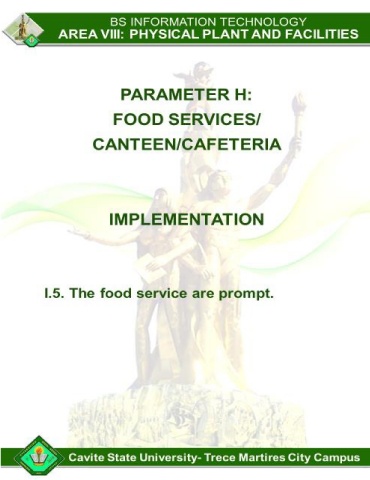 BS INFORMATION TECHNOLOGY
AREA VIII: PHYSICAL PLANT AND FACILITIES
PARAMETER H:
FOOD SERVICES/
CANTEEN/CAFETERIA
IMPLEMENTATION
I.5. The food service are prompt.
Cavite State University- Trece Martires City Campus